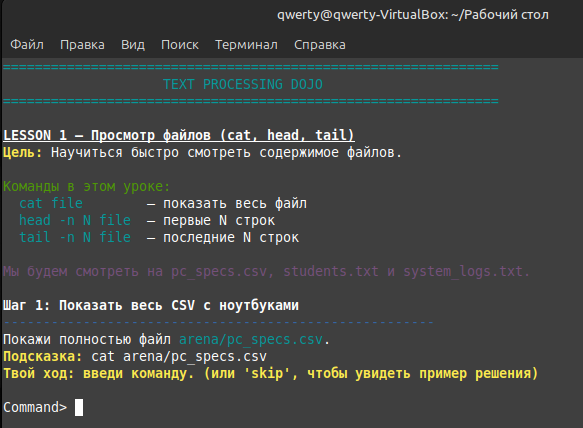 qwerty@qwerty-VirtualBox: ~/Рабочий стол
Файл Правка Вид Поиск Терминал Справка
==============================================================
TEXT PROCESSING DOJO
==============================================================
LESSON 1 — Просмотр файлов (cat, head, tail)
Цель: Научиться быстро смотреть содержимое файлов.
Команды в этом уроке:
cat file — показать весь файл
head -n N file — первые N строк
tail -n N file — последние N строк
Мы будем смотреть на pc_specs.csv, students.txt и system_logs.txt.
Шаг 1: Показать весь CSV с ноутбуками
------------------------------------------------------
Покажи полностью файл arena/pc_specs.csv.
Подсказка: cat arena/pc_specs.csv
Твой ход: введи команду. (или 'skip', чтобы увидеть пример решения)
Command>